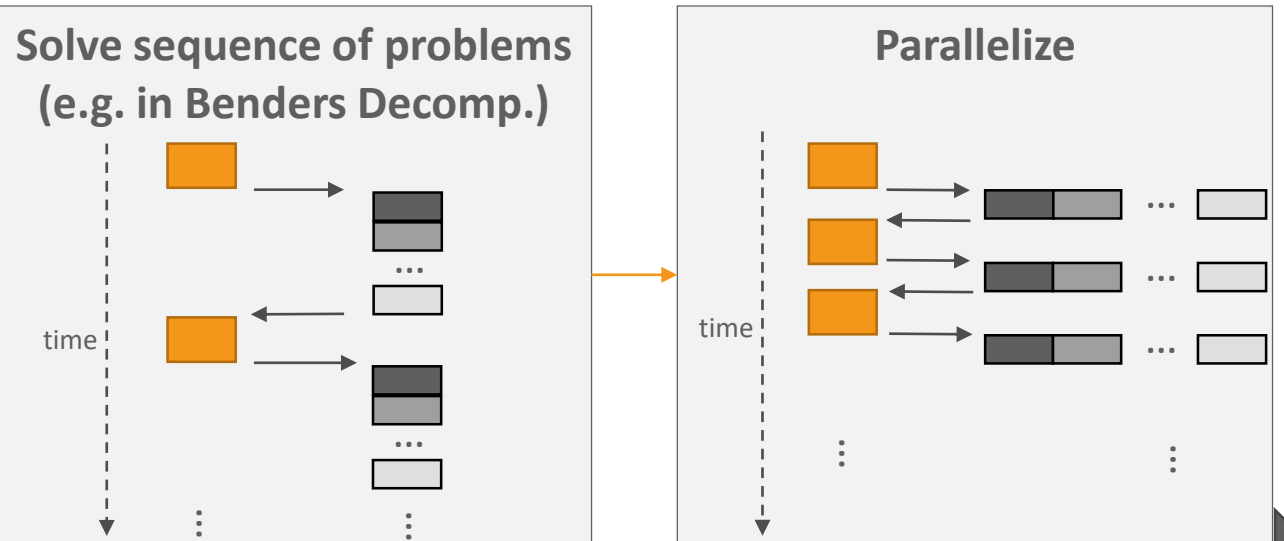 Solve sequence of problems
(e.g. in Benders Decomp.)
...
time
...
Parallelize
...
...
time
...